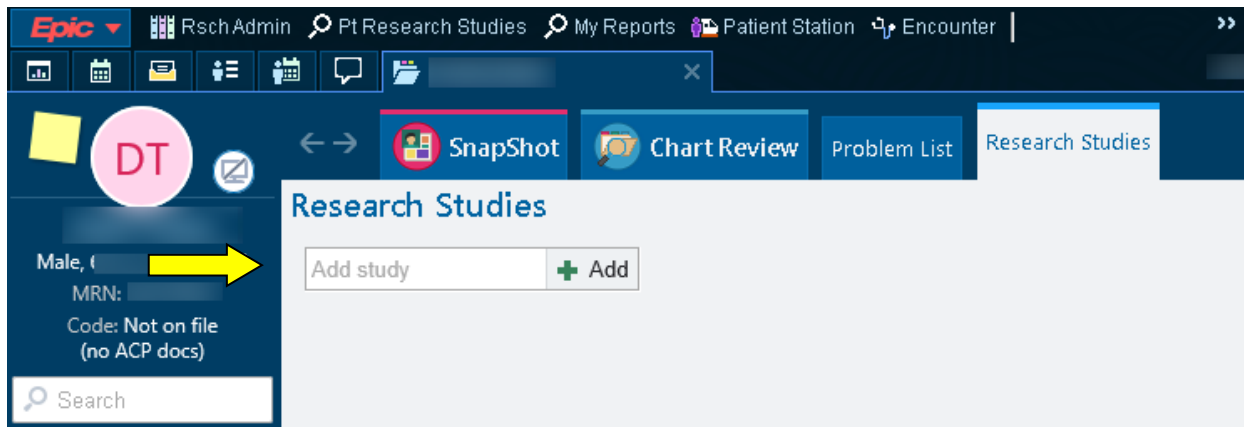 Epic Rsch Admin Pt Research Studies My Reports Patient Station Encounter »
DT
SnapShot Chart Review Problem List Research Studies
Research Studies
Male,
Add study Add
MRN:
Code: Not on file
(no ACP docs)
Search